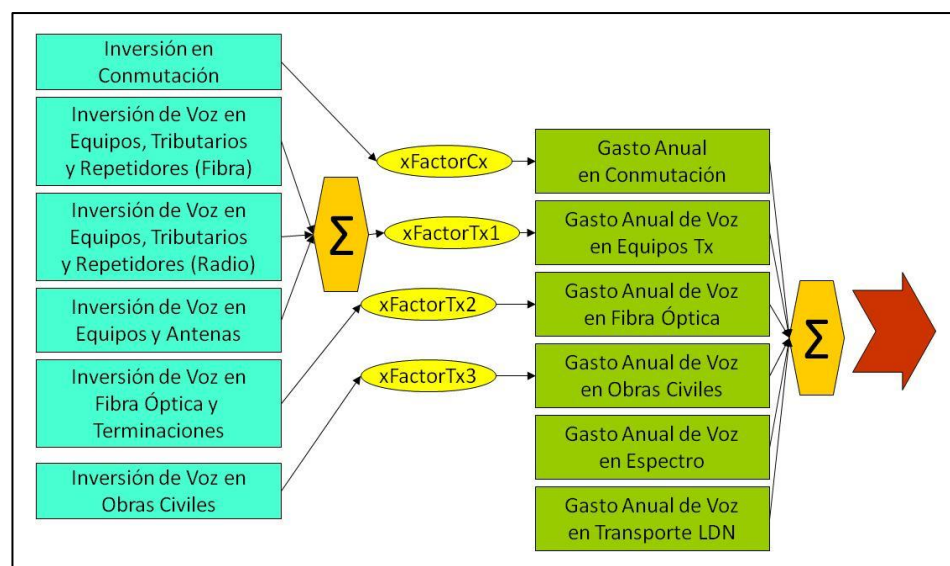 Inversión en
Conmutación
Inversión de Voz en
Equipos, Tributarios
y Repetidores (Fibra)
Inversión de Voz en
Equipos, Tributarios
y Repetidores (Radio)
Inversión de Voz en
Equipos y Antenas
Inversión de Voz en
Fibra Óptica y
Terminaciones
Inversión de Voz en
Obras Civiles
Σ
xFactorCx
xFactorTx1
xFactorTx2
xFactorTx3
Gasto Anual
en Conmutación
Gasto Anual de Voz
en Equipos Tx
Gasto Anual de Voz
en Fibra Óptica
Gasto Anual de Voz
en Obras Civiles
Gasto Anual de Voz
en Espectro
Gasto Anual de Voz
en Transporte LDN
Σ